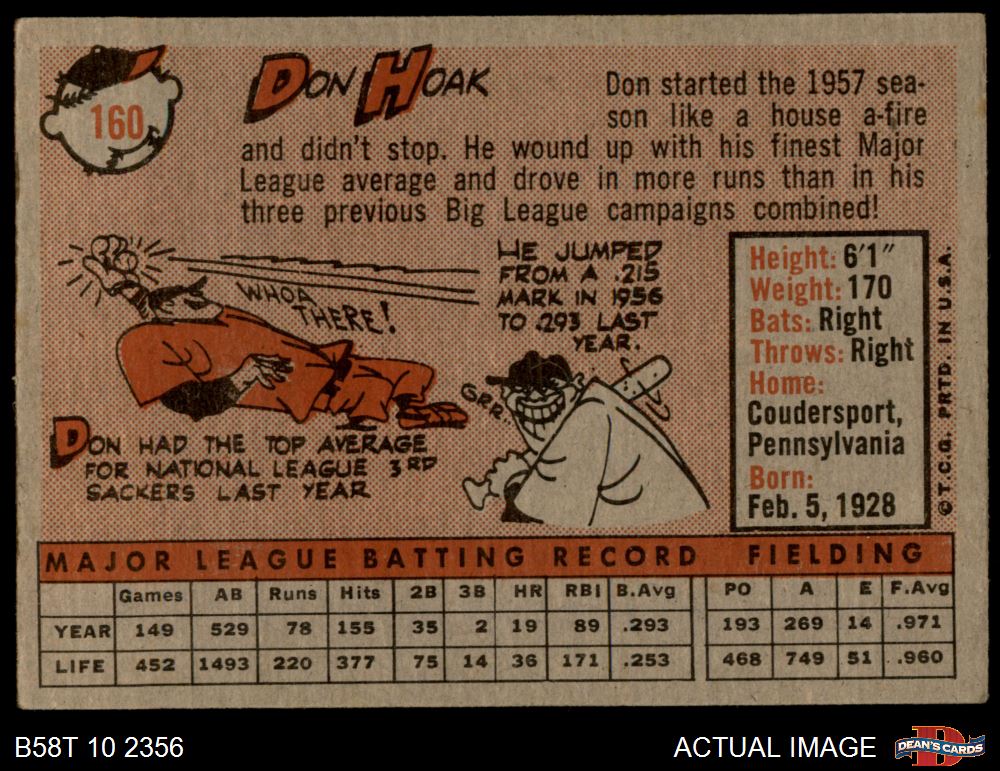 160
DON HOAK
Don started the 1957 sea-
son like a house a-fire
and didn't stop. He wound up with his finest Major
League average and drove in more runs than in his
three previous Big League campaigns combined!
WHOA
THERE!
HE JUMPED
FROM A .215
MARK IN 1956
TO .293 LAST
YEAR.
GRR..
DON HAD THE TOP AVERAGE
FOR NATIONAL LEAGUE 3RD
SACKERS LAST YEAR
Height: 6'1"
Weight: 170
Bats: Right
Throws: Right
Home:
Coudersport,
Pennsylvania
Born:
Feb. 5, 1928
© T.C.G. PRTD. IN U.S.A.
MAJOR LEAGUE BATTING RECORD FIELDING
Games AB Runs Hits 2B 3B HR RBI B.Avg PO A E F.Avg
YEAR 149 529 78 155 35 2 19 89 .293 193 269 14 .971
LIFE 452 1493 220 377 75 14 36 171 .253 468 749 51 .960
B58T 10 2356
ACTUAL IMAGE
D
DEAN'S CARDS